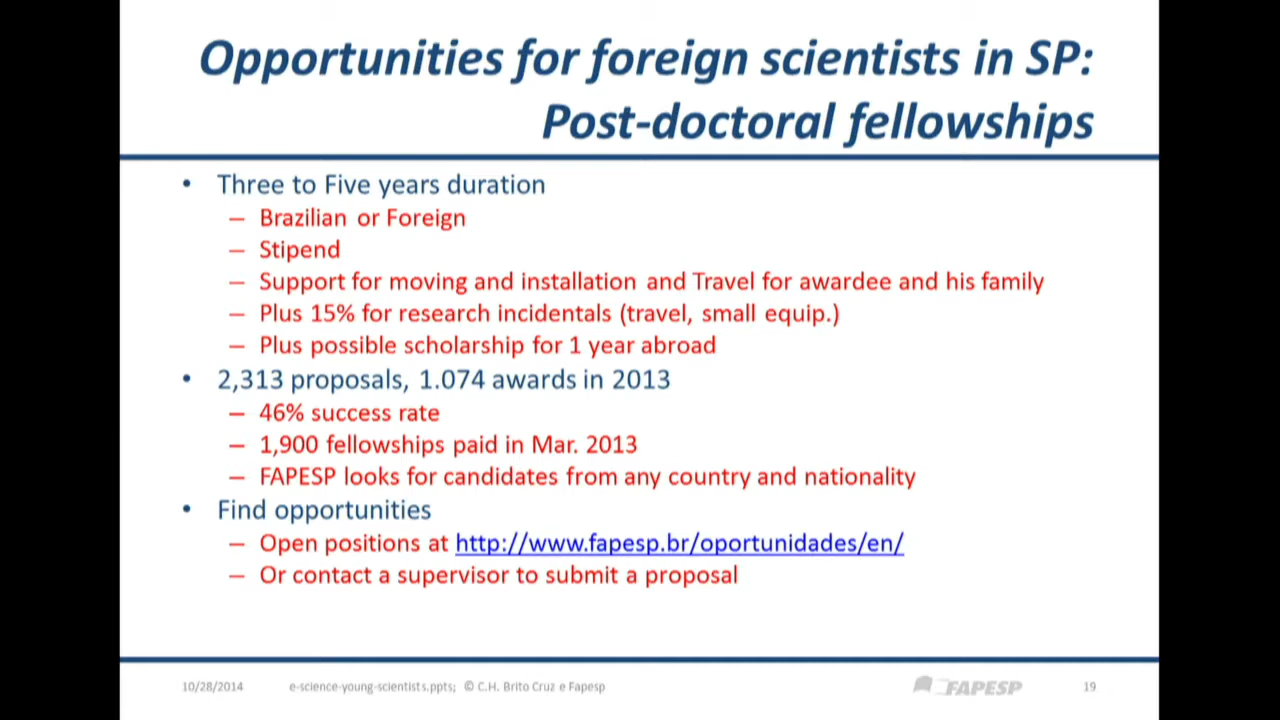 Opportunities for foreign scientists in SP:
Post-doctoral fellowships
• Three to Five years duration
– Brazilian or Foreign
– Stipend
– Support for moving and installation and Travel for awardee and his family
– Plus 15% for research incidentals (travel, small equip.)
– Plus possible scholarship for 1 year abroad
• 2,313 proposals, 1.074 awards in 2013
– 46% success rate
– 1,900 fellowships paid in Mar. 2013
– FAPESP looks for candidates from any country and nationality
• Find opportunities
– Open positions at http://www.fapesp.br/oportunidades/en/
– Or contact a supervisor to submit a proposal
10/28/2014 e-science-young-scientists.ppts; © C.H. Brito Cruz e Fapesp FAPESP 19